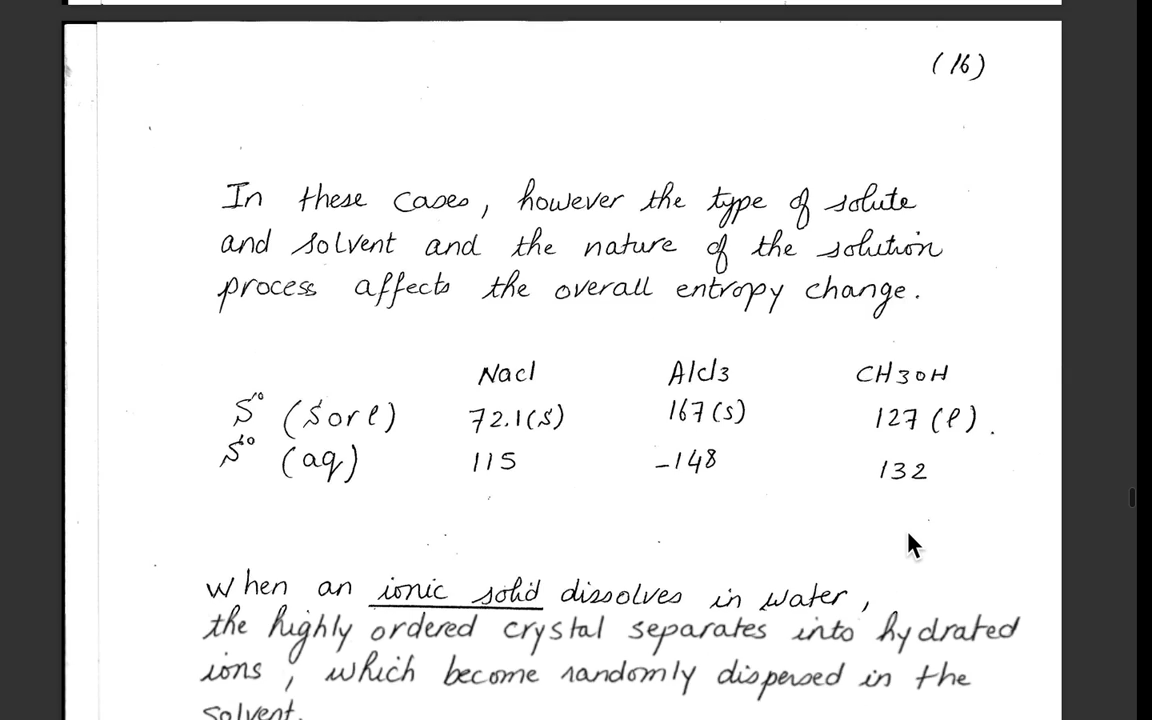 (16)
In these cases, however the type of solute
and solvent and the nature of the solution
process affects the overall entropy change.
Nacl Alcl3 CH3OH
S° (S or l) 72.1(S) 167(s) 127(l).
S° (aq) 115 -148 132
When an ionic solid dissolves in water,
the highly ordered crystal separates into hydrated
ions, which become randomly dispersed in the
solvent.